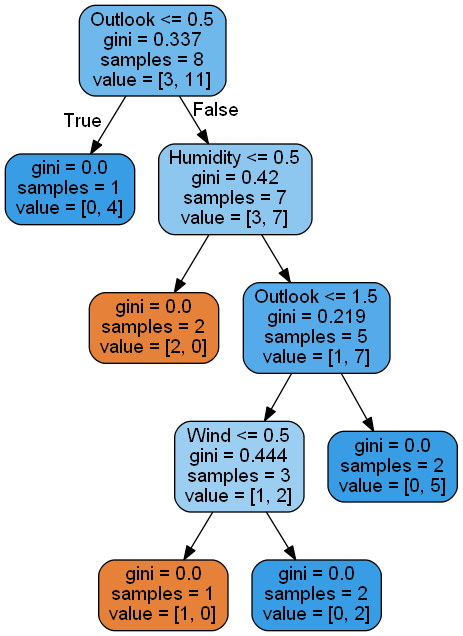 Outlook <= 0.5
gini = 0.337
samples = 8
value = [3, 11]
True
False
gini = 0.0
samples = 1
value = [0, 4]
Humidity <= 0.5
gini = 0.42
samples = 7
value = [3, 7]
gini = 0.0
samples = 2
value = [2, 0]
Outlook <= 1.5
gini = 0.219
samples = 5
value = [1, 7]
Wind <= 0.5
gini = 0.444
samples = 3
value = [1, 2]
gini = 0.0
samples = 2
value = [0, 5]
gini = 0.0
samples = 1
value = [1, 0]
gini = 0.0
samples = 2
value = [0, 2]